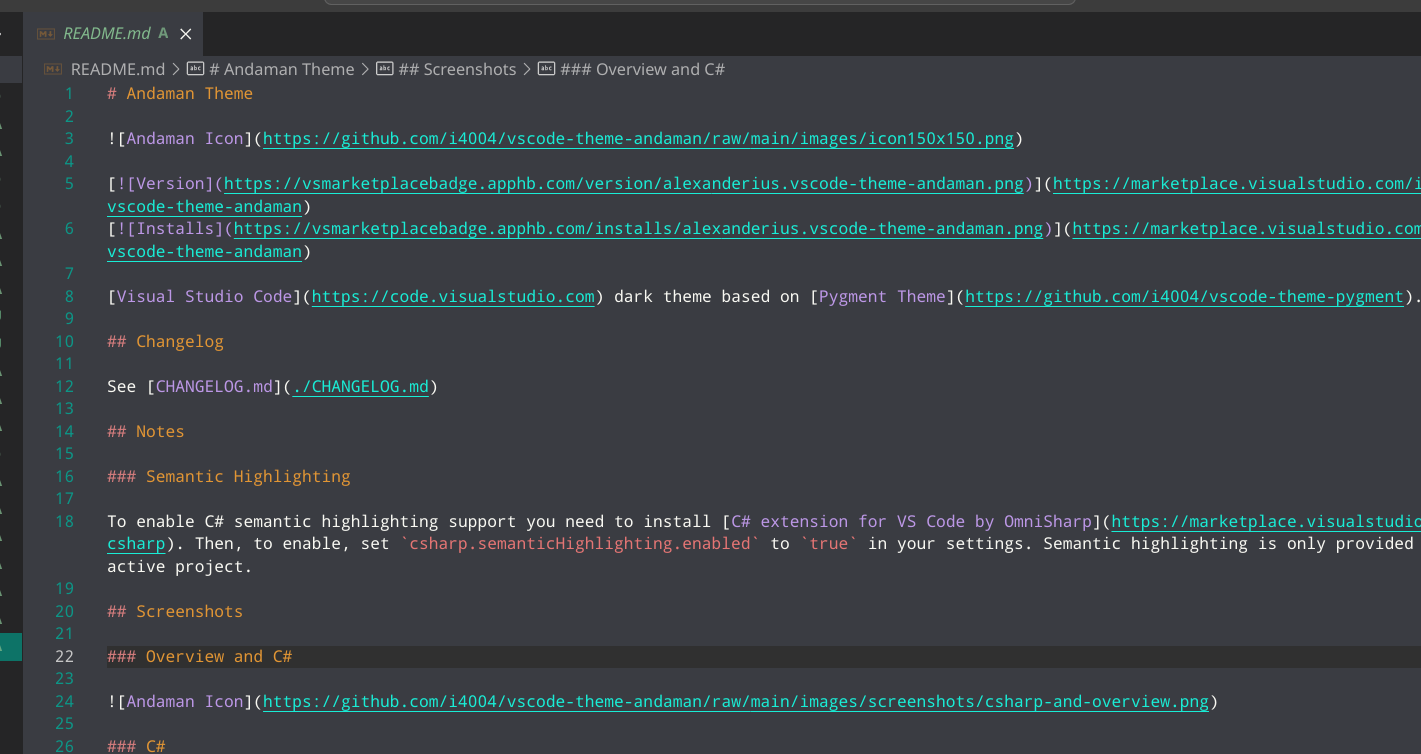 README.md A
README.md > # Andaman Theme > ## Screenshots > ### Overview and C#
1 # Andaman Theme
2
3 ![Andaman Icon](https://github.com/i4004/vscode-theme-andaman/raw/main/images/icon150x150.png)
4
5 [![Version](https://vsmarketplacebadge.apphb.com/version/alexanderius.vscode-theme-andaman.png)](https://marketplace.visualstudio.com/i
vscode-theme-andaman)
6 [![Installs](https://vsmarketplacebadge.apphb.com/installs/alexanderius.vscode-theme-andaman.png)](https://marketplace.visualstudio.com
vscode-theme-andaman)
7
8 [Visual Studio Code](https://code.visualstudio.com) dark theme based on [Pygment Theme](https://github.com/i4004/vscode-theme-pygment).
9
10 ## Changelog
11
12 See [CHANGELOG.md](./CHANGELOG.md)
13
14 ## Notes
15
16 ### Semantic Highlighting
17
18 To enable C# semantic highlighting support you need to install [C# extension for VS Code by OmniSharp](https://marketplace.visualstudio
csharp). Then, to enable, set `csharp.semanticHighlighting.enabled` to `true` in your settings. Semantic highlighting is only provided
active project.
19
20 ## Screenshots
21
22 ### Overview and C#
23
24 ![Andaman Icon](https://github.com/i4004/vscode-theme-andaman/raw/main/images/screenshots/csharp-and-overview.png)
25
26 ### C#